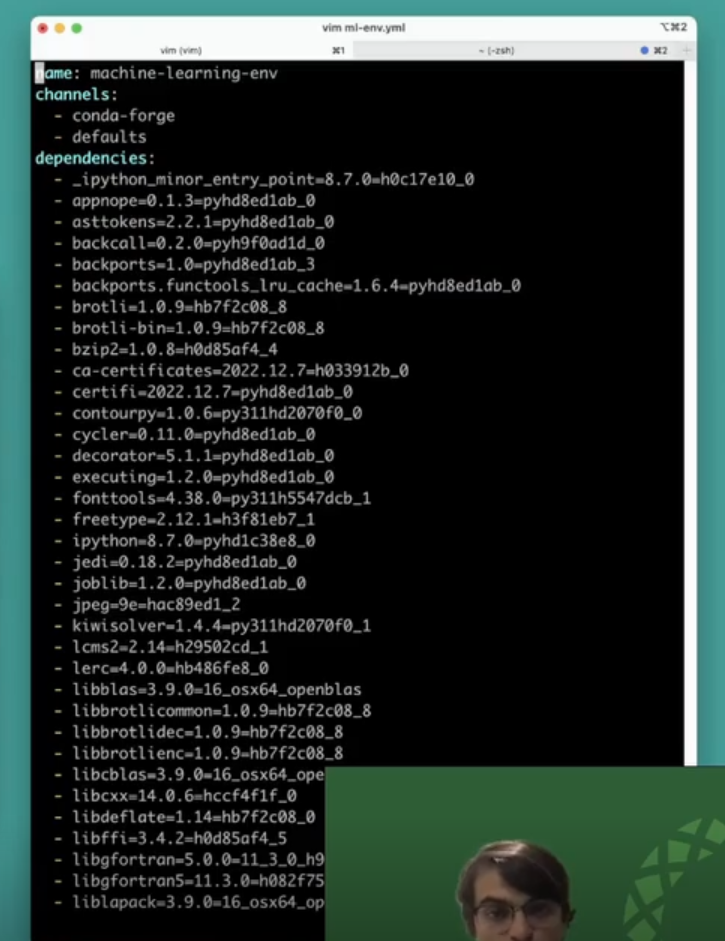 vim ml-env.yml
⌥⌘2
vim (vim)
⌘1
~ (-zsh)
⌘2
name: machine-learning-env
channels:
- conda-forge
- defaults
dependencies:
- _ipython_minor_entry_point=8.7.0=h0c17e10_0
- appnope=0.1.3=pyhd8ed1ab_0
- asttokens=2.2.1=pyhd8ed1ab_0
- backcall=0.2.0=pyh9f0ad1d_0
- backports=1.0=pyhd8ed1ab_3
- backports.functools_lru_cache=1.6.4=pyhd8ed1ab_0
- brotli=1.0.9=hb7f2c08_8
- brotli-bin=1.0.9=hb7f2c08_8
- bzip2=1.0.8=h0d85af4_4
- ca-certificates=2022.12.7=h033912b_0
- certifi=2022.12.7=pyhd8ed1ab_0
- contourpy=1.0.6=py311hd2070f0_0
- cycler=0.11.0=pyhd8ed1ab_0
- decorator=5.1.1=pyhd8ed1ab_0
- executing=1.2.0=pyhd8ed1ab_0
- fonttools=4.38.0=py311h5547dcb_1
- freetype=2.12.1=h3f81eb7_1
- ipython=8.7.0=pyhd1c38e8_0
- jedi=0.18.2=pyhd8ed1ab_0
- joblib=1.2.0=pyhd8ed1ab_0
- jpeg=9e=hac89ed1_2
- kiwisolver=1.4.4=py311hd2070f0_1
- lcms2=2.14=h29502cd_1
- lerc=4.0.0=hb486fe8_0
- libblas=3.9.0=16_osx64_openblas
- libbrotlicommon=1.0.9=hb7f2c08_8
- libbrotlidec=1.0.9=hb7f2c08_8
- libbrotlienc=1.0.9=hb7f2c08_8
- libcblas=3.9.0=16_osx64_ope
- libcxx=14.0.6=hccf4f1f_0
- libdeflate=1.14=hb7f2c08_0
- libffi=3.4.2=h0d85af4_5
- libgfortran=5.0.0=11_3_0_h9
- libgfortran5=11.3.0=h082f75
- liblapack=3.9.0=16_osx64_op